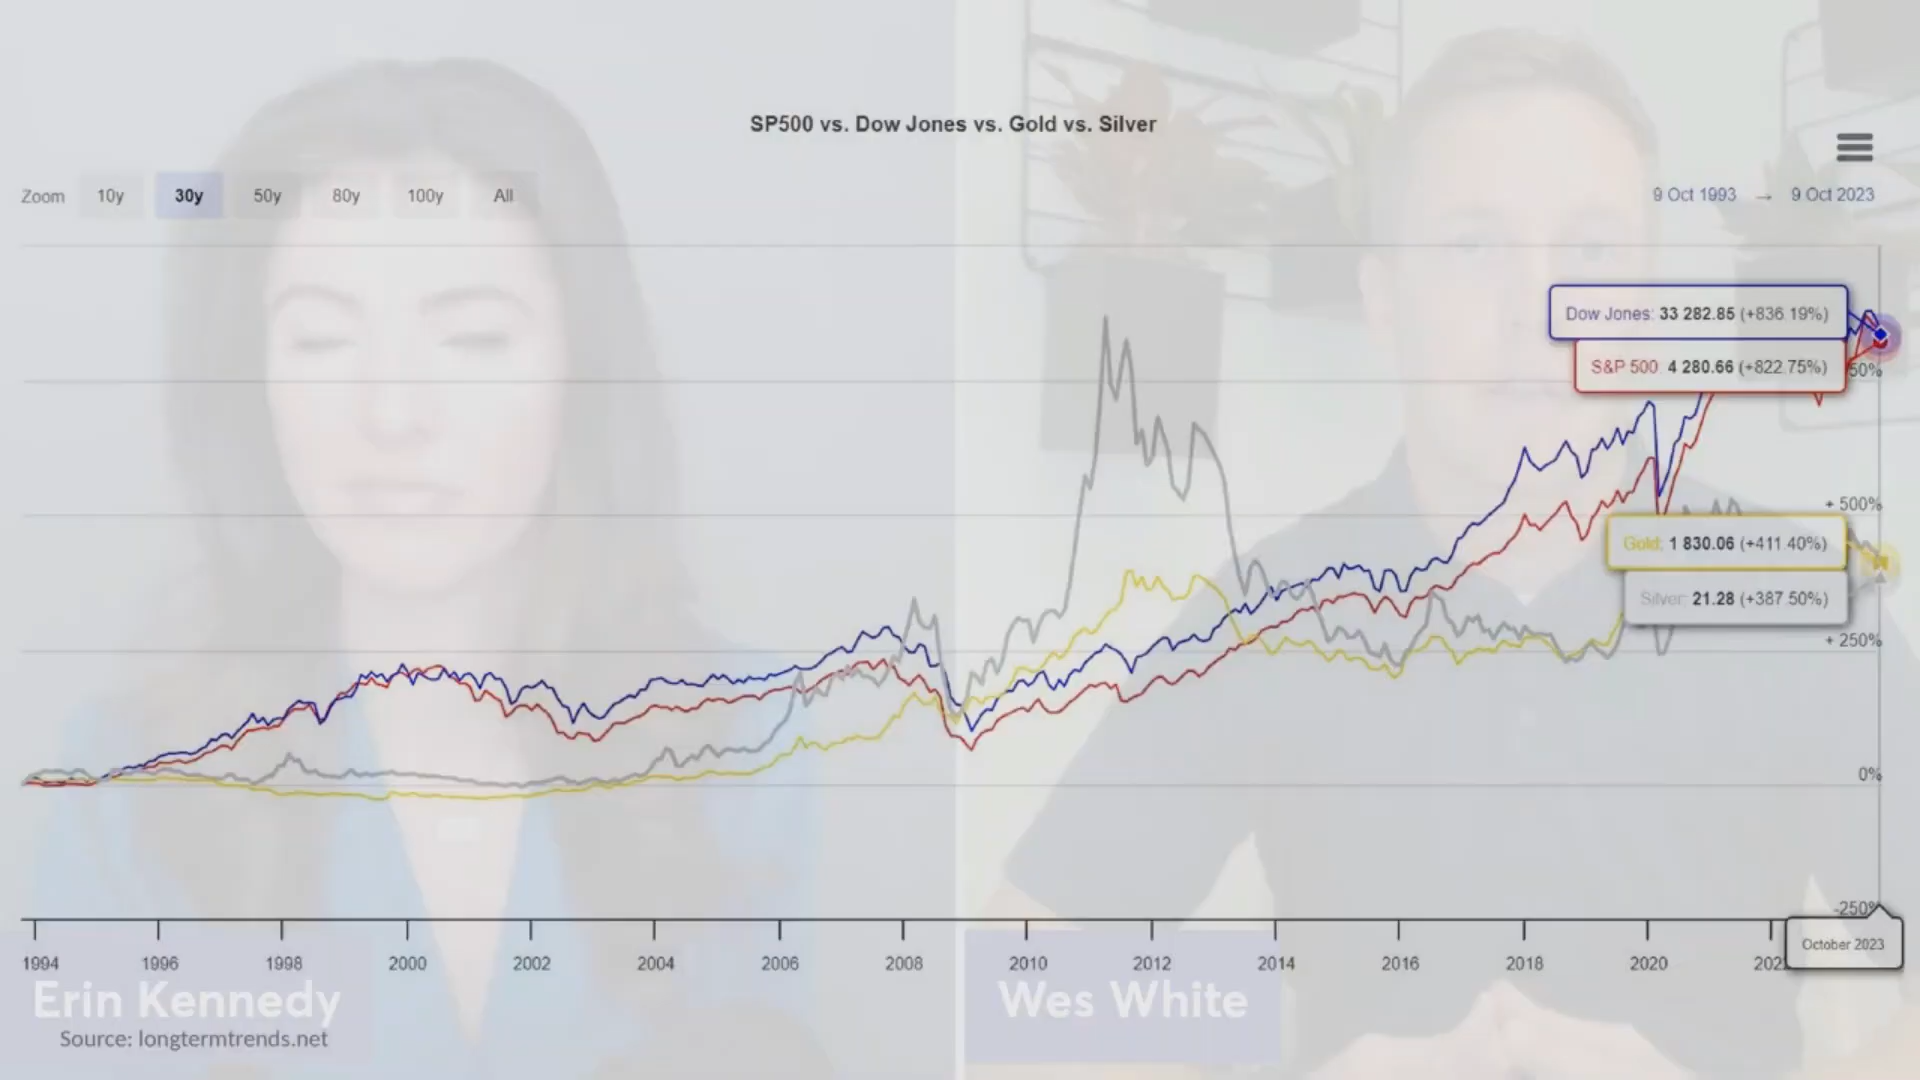 SP500 vs. Dow Jones vs. Gold vs. Silver
Zoom 10y 30y 50y 80y 100y All
9 Oct 1993 → 9 Oct 2023
Dow Jones: 33 282.85 (+836.19%)
S&P 500: 4 280.66 (+822.75%)
50%
+ 500%
Gold: 1 830.06 (+411.40%)
Silver: 21.28 (+387.50%)
+ 250%
0%
-250%
October 2023
1994 1996 1998 2000 2002 2004 2006 2008 2010 2012 2014 2016 2018 2020 202
Erin Kennedy
Wes White
Source: longtermtrends.net